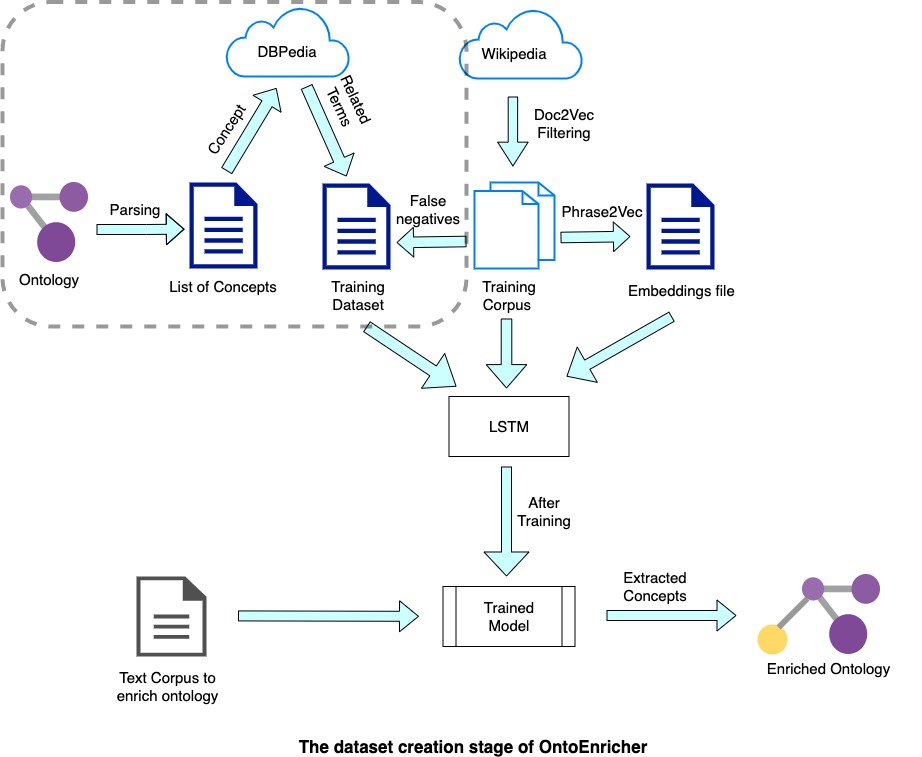 DBPedia
Wikipedia
Concept
Related
Terms
Doc2Vec
Filtering
Parsing
False
negatives
Phrase2Vec
Ontology
List of Concepts
Training
Dataset
Training
Corpus
Embeddings file
LSTM
After
Training
Trained
Model
Extracted
Concepts
Text Corpus to
enrich ontology
Enriched Ontology
The dataset creation stage of OntoEnricher